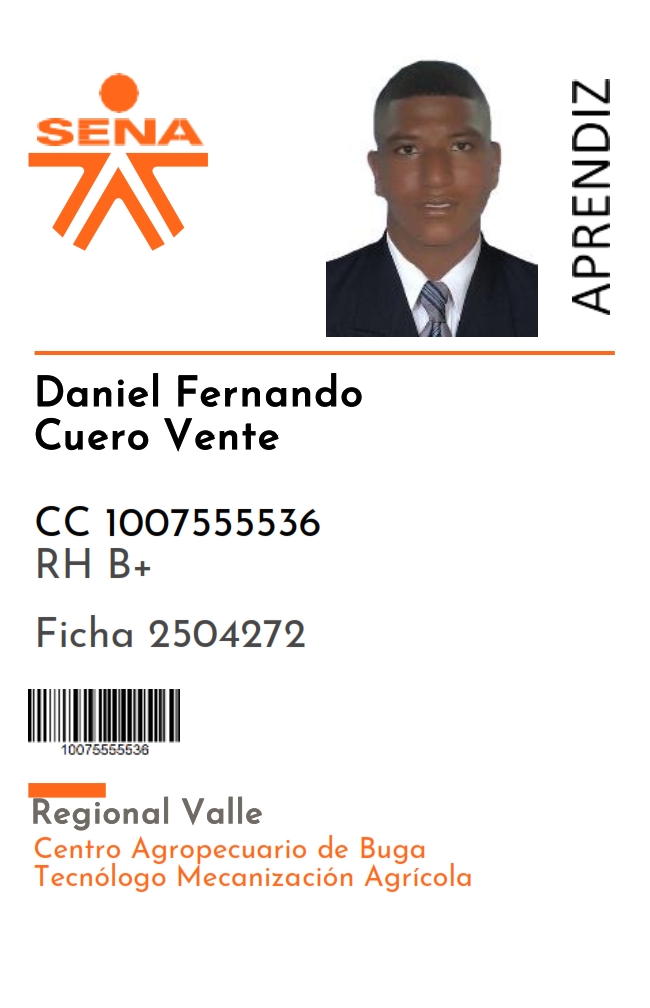 SENA
APRENDIZ
Daniel Fernando
Cuero Vente
CC 1007555536
RH B+
Ficha 2504272
10075555536
Regional Valle
Centro Agropecuario de Buga
Tecnólogo Mecanización Agrícola